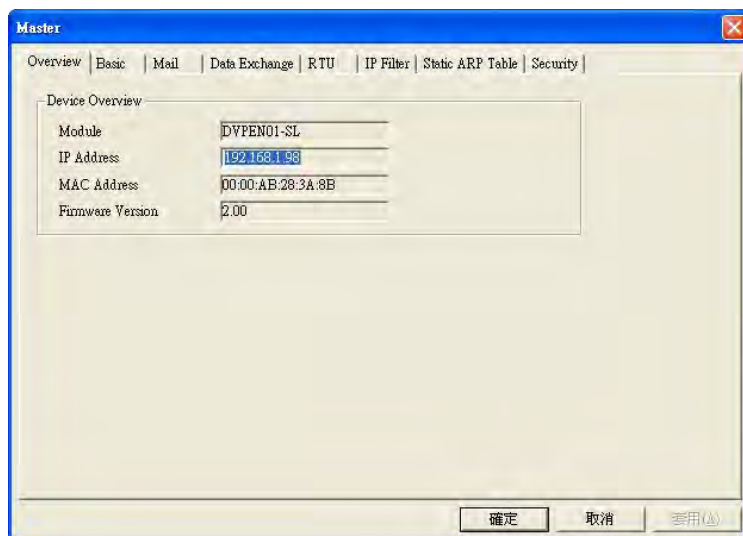 Master
Overview Basic Mail Data Exchange RTU IP Filter Static ARP Table Security
Device Overview
Module DVPEN01-SL
IP Address 192.168.1.98
MAC Address 00:00:AB:28:3A:8B
Firmware Version 2.00
確定 取消 套用(A)